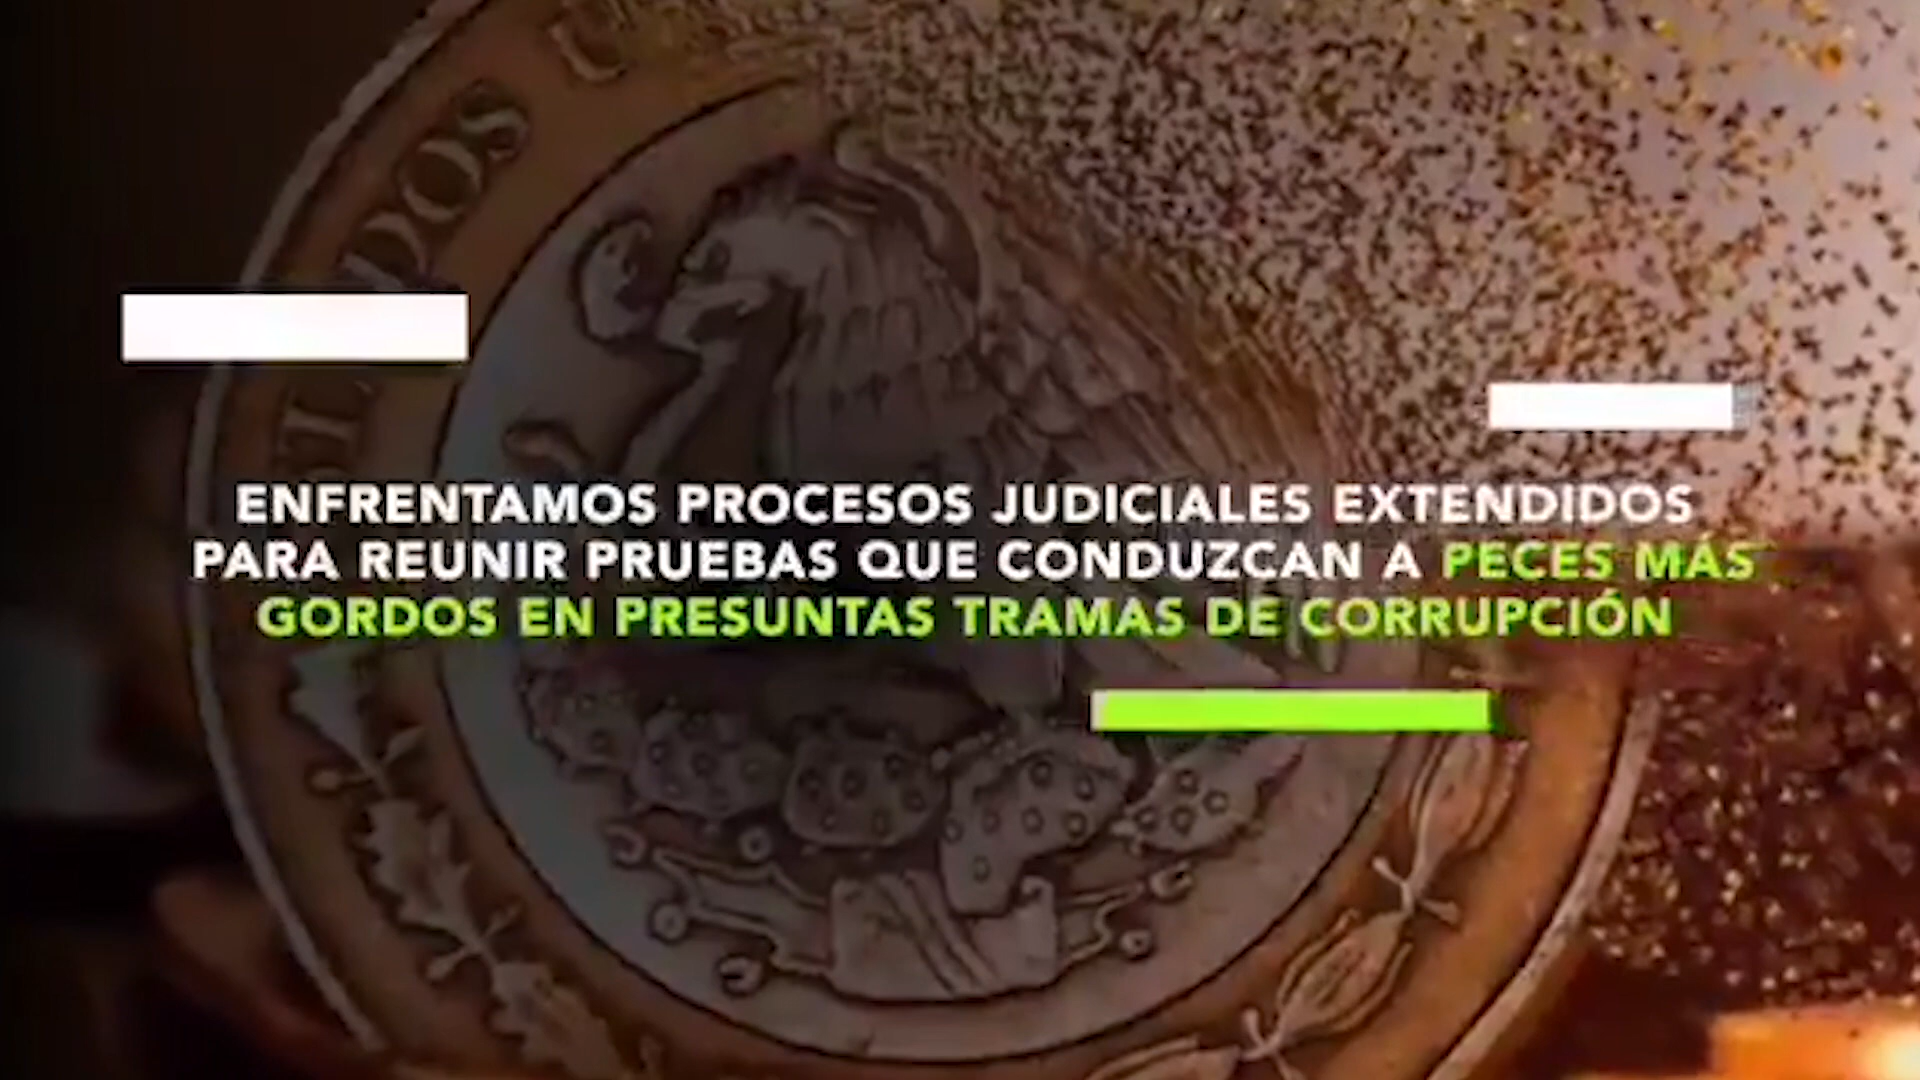 ENFRENTAMOS PROCESOS JUDICIALES EXTENDIDOS
PARA REUNIR PRUEBAS QUE CONDUZCAN A PECES MÁS
GORDOS EN PRESUNTAS TRAMAS DE CORRUPCIÓN